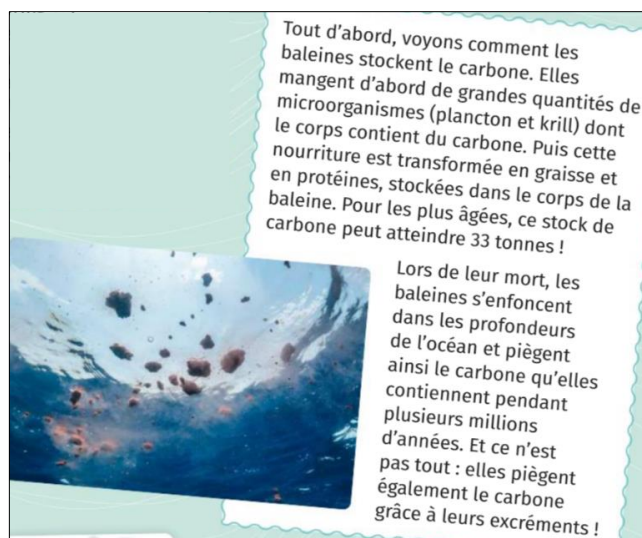 Tout d'abord, voyons comment les
baleines stockent le carbone. Elles
mangent d'abord de grandes quantités de
microorganismes (plancton et krill) dont
le corps contient du carbone. Puis cette
nourriture est transformée en graisse et
en protéines, stockées dans le corps de la
baleine. Pour les plus âgées, ce stock de
carbone peut atteindre 33 tonnes !
Lors de leur mort, les
baleines s'enfoncent
dans les profondeurs
de l'océan et piègent
ainsi le carbone qu'elles
contiennent pendant
plusieurs millions
d'années. Et ce n'est
pas tout : elles piègent
également le carbone
grâce à leurs excréments !